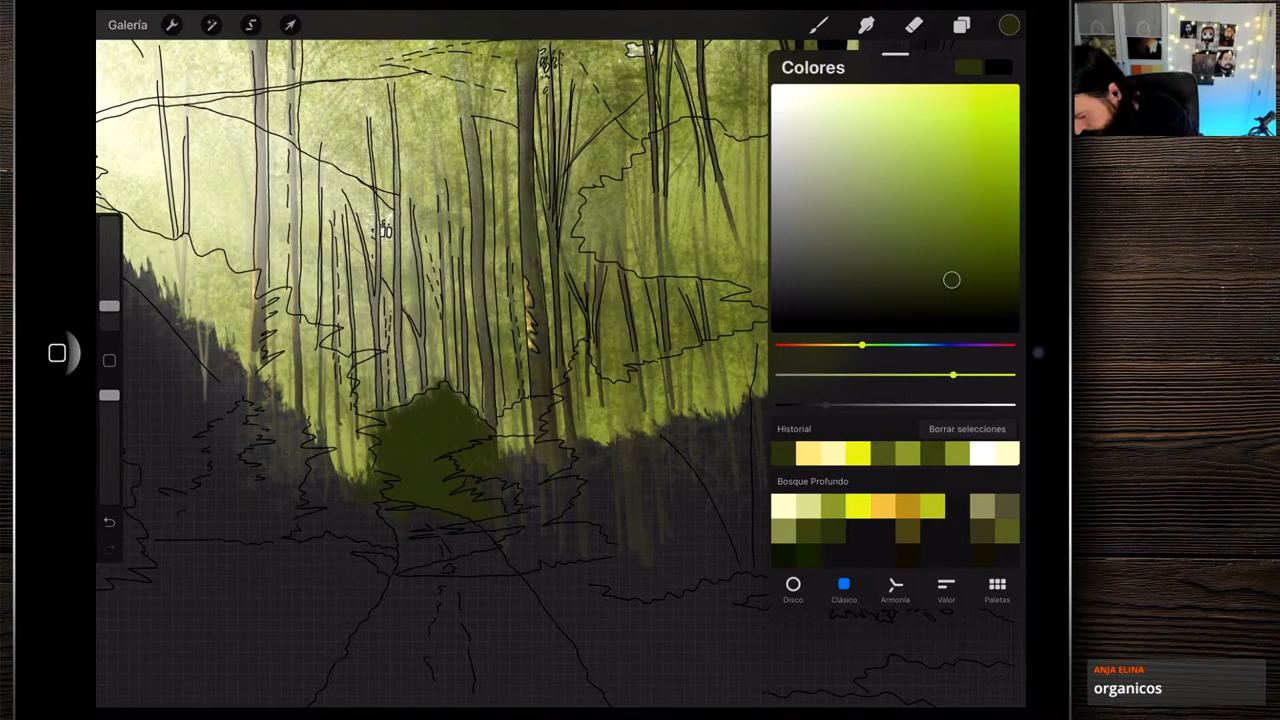 Galería
Colores
Historial
Borrar selecciones
Bosque Profundo
Disco
Clásico
Armonía
Valor
Paletas
ANJA ELINA
organicos